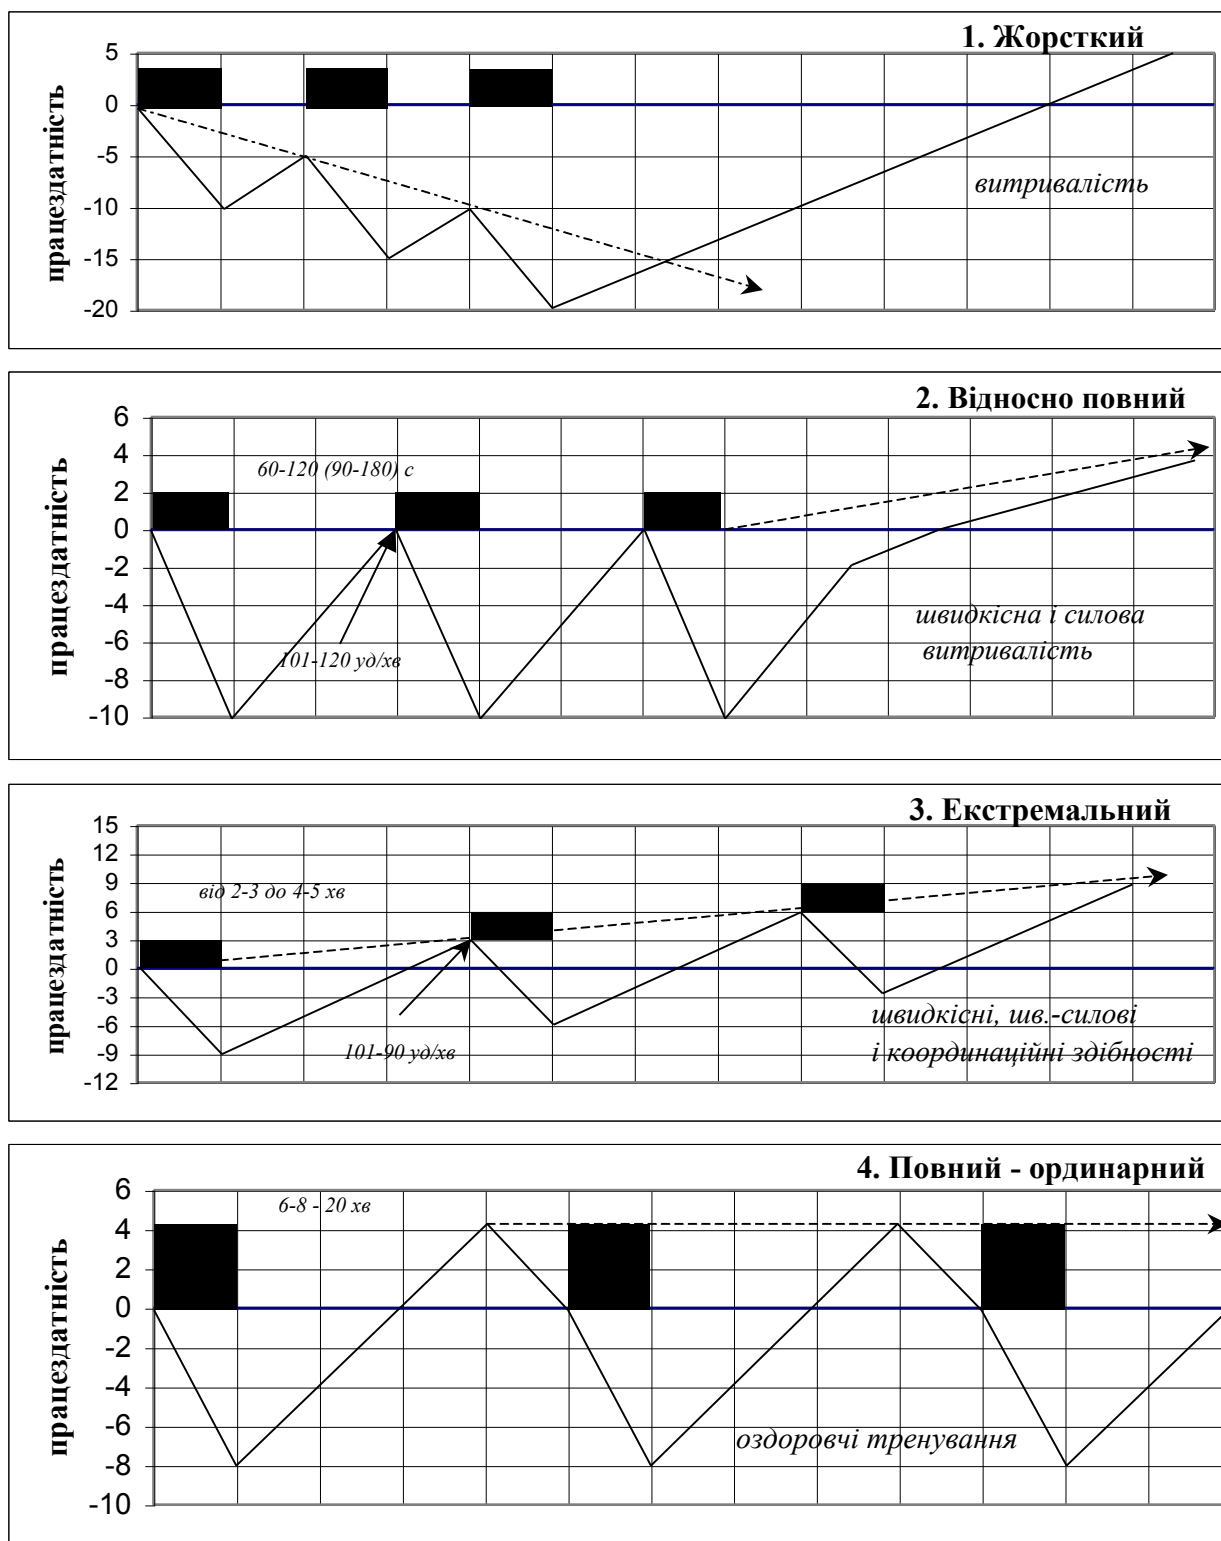 1. Жорсткий
працездатність
5
0
-5
-10
-15
-20
витривалість
2. Відносно повний
працездатність
6
4
2
0
-2
-4
-6
-8
-10
60-120 (90-180) с
101-120 уд/хв
швидкісна і силова
витривалість
3. Екстремальний
працездатність
15
12
9
6
3
0
-3
-6
-9
-12
від 2-3 до 4-5 хв
101-90 уд/хв
швидкісні, шв.-силові
і координаційні здібності
4. Повний - ординарний
працездатність
6
4
2
0
-2
-4
-6
-8
-10
6-8 - 20 хв
оздоровчі тренування